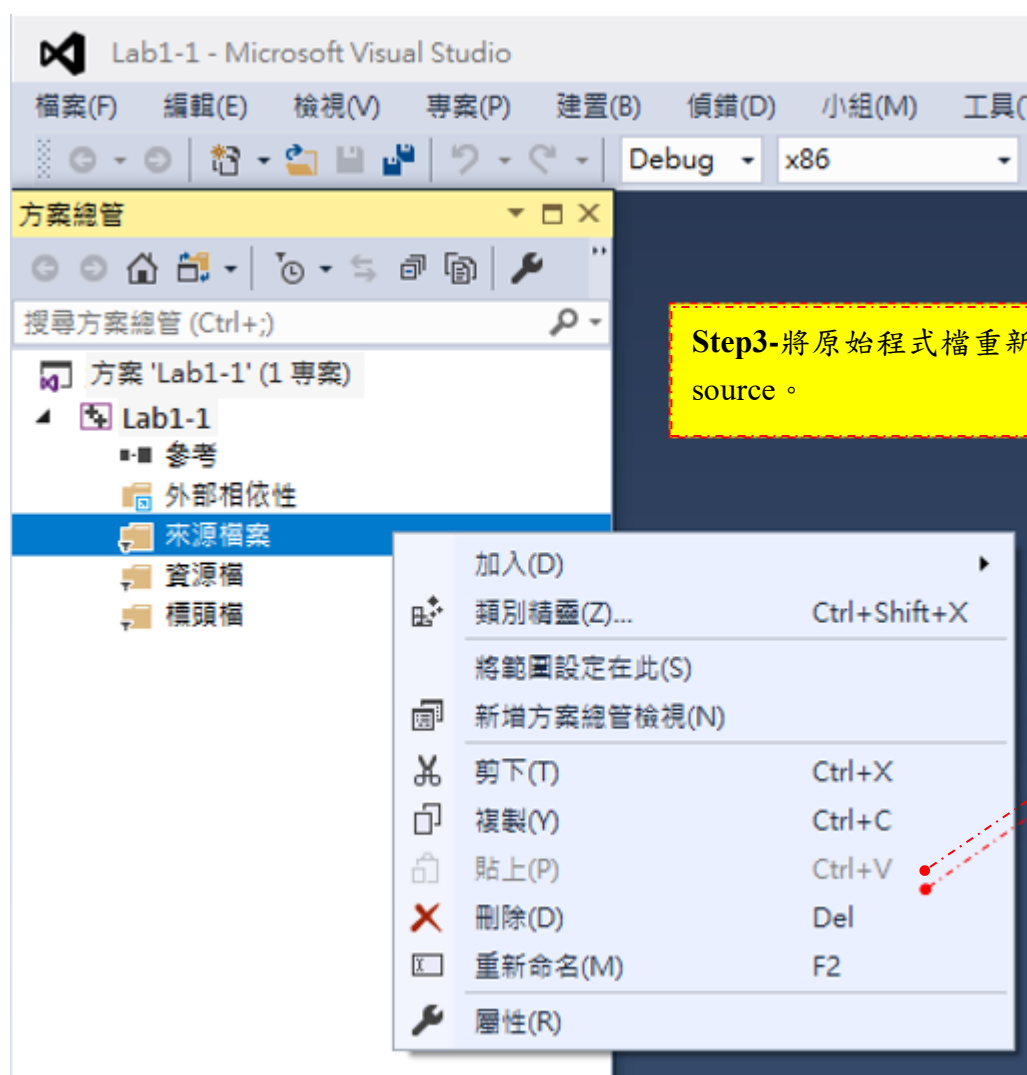 Lab1-1 - Microsoft Visual Studio
檔案(F) 編輯(E) 檢視(V) 專案(P) 建置(B) 偵錯(D) 小組(M) 工具(
Debug x86
方案總管
搜尋方案總管 (Ctrl+;)
方案 'Lab1-1' (1 專案)
Lab1-1
參考
外部相依性
來源檔案
資源檔
標頭檔
Step3-將原始程式檔重新
source。
加入(D)
類別精靈(Z)... Ctrl+Shift+X
將範圍設定在此(S)
新增方案總管檢視(N)
剪下(T) Ctrl+X
複製(Y) Ctrl+C
貼上(P) Ctrl+V
刪除(D) Del
重新命名(M) F2
屬性(R)